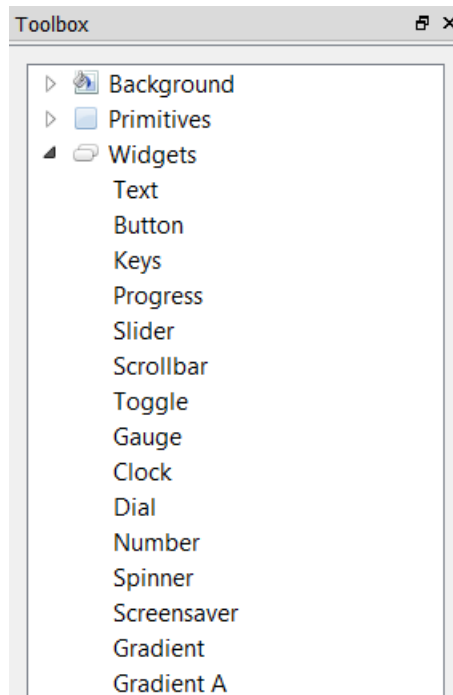 Toolbox
Background
Primitives
Widgets
Text
Button
Keys
Progress
Slider
Scrollbar
Toggle
Gauge
Clock
Dial
Number
Spinner
Screensaver
Gradient
Gradient A